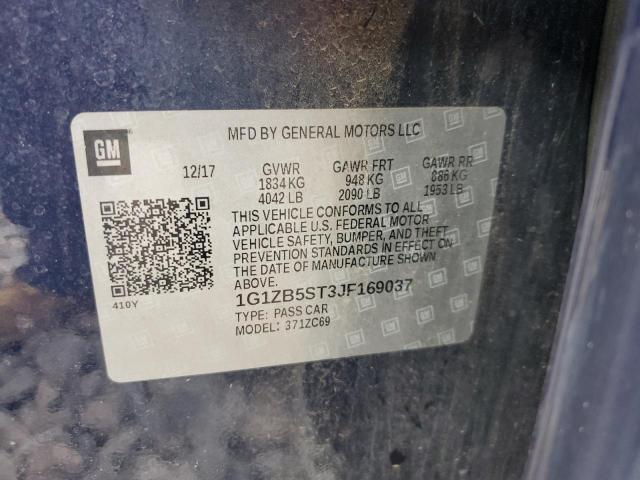 GM
MFD BY GENERAL MOTORS LLC
12/17 GVWR GAWR FRT GAWR RR
1834 KG 948 KG 886 KG
4042 LB 2090 LB 1953 LB
THIS VEHICLE CONFORMS TO ALL
APPLICABLE U.S. FEDERAL MOTOR
VEHICLE SAFETY, BUMPER, AND THEFT
PREVENTION STANDARDS IN EFFECT ON
THE DATE OF MANUFACTURE SHOWN
ABOVE.
1G1ZB5ST3JF169037
TYPE: PASS CAR
MODEL: 371ZC69
410Y